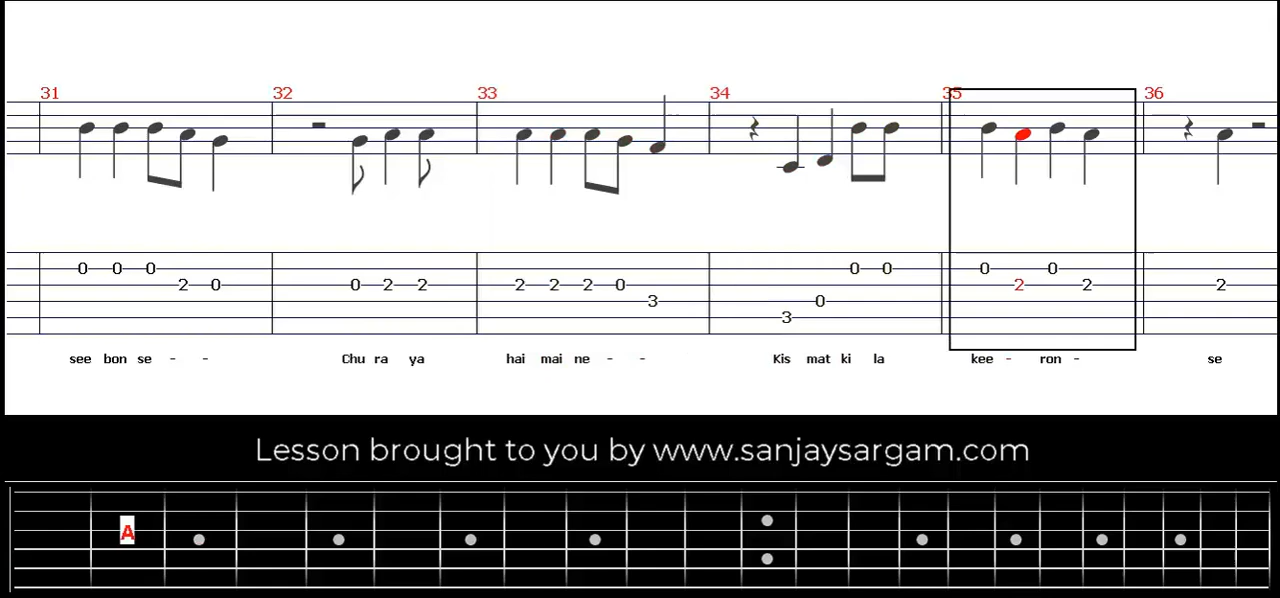 31 32 33 34 35 36
0 0 0 2 0 0 2 2 2 2 2 0 3 3 0 0 0 0 2 0 2 2
see bon se - - Chu ra ya hai mai ne - - Kis mat ki la kee - ron - se
Lesson brought to you by www.sanjaysargam.com
A